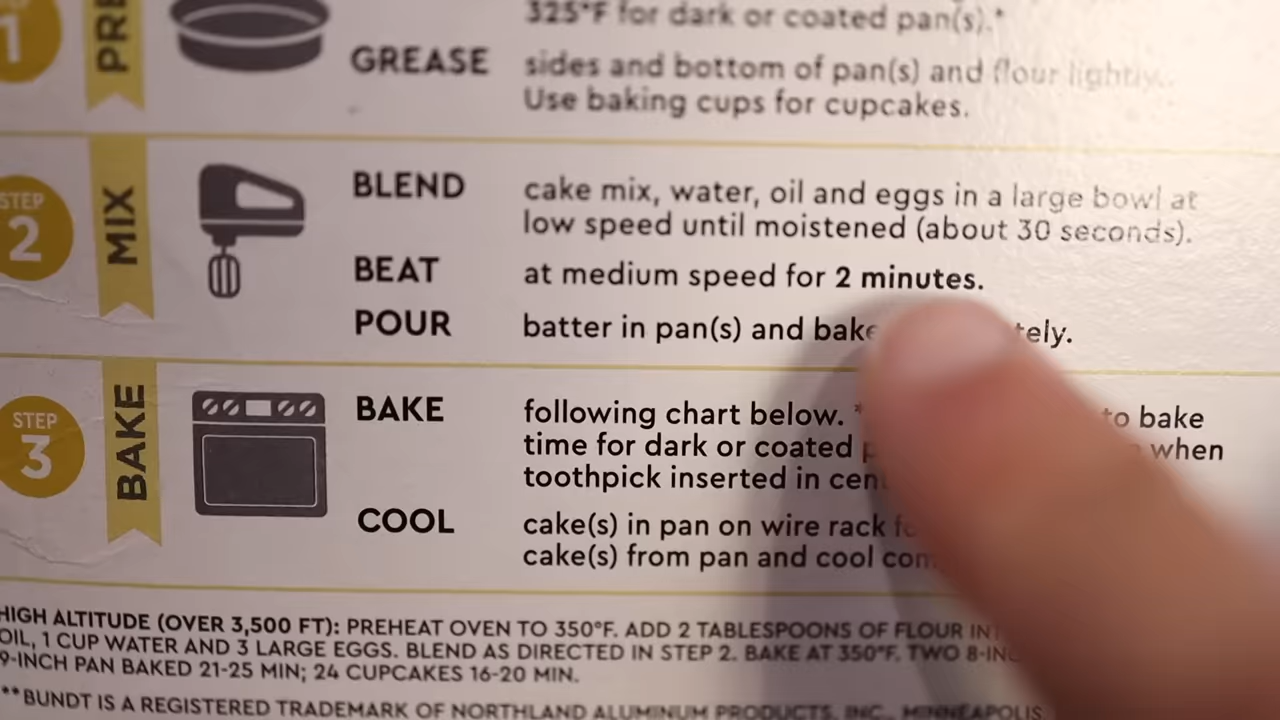 1
PRE
325°F for dark or coated pan(s).*
GREASE sides and bottom of pan(s) and flour lightly.
Use baking cups for cupcakes.
STEP
2
MIX
BLEND cake mix, water, oil and eggs in a large bowl at
low speed until moistened (about 30 seconds).
BEAT at medium speed for 2 minutes.
POUR batter in pan(s) and bake tely.
STEP
3
BAKE
BAKE following chart below. * to bake
time for dark or coated when
toothpick inserted in cen
COOL cake(s) in pan on wire rack
cake(s) from pan and cool com
HIGH ALTITUDE (OVER 3,500 FT): PREHEAT OVEN TO 350°F. ADD 2 TABLESPOONS OF FLOUR INT
OIL, 1 CUP WATER AND 3 LARGE EGGS. BLEND AS DIRECTED IN STEP 2. BAKE AT 350°F. TWO 8-INC
9-INCH PAN BAKED 21-25 MIN; 24 CUPCAKES 16-20 MIN.
**BUNDT IS A REGISTERED TRADEMARK OF NORTHLAND ALUMINUM PRODUCTS, INC., MINNEAPOLIS